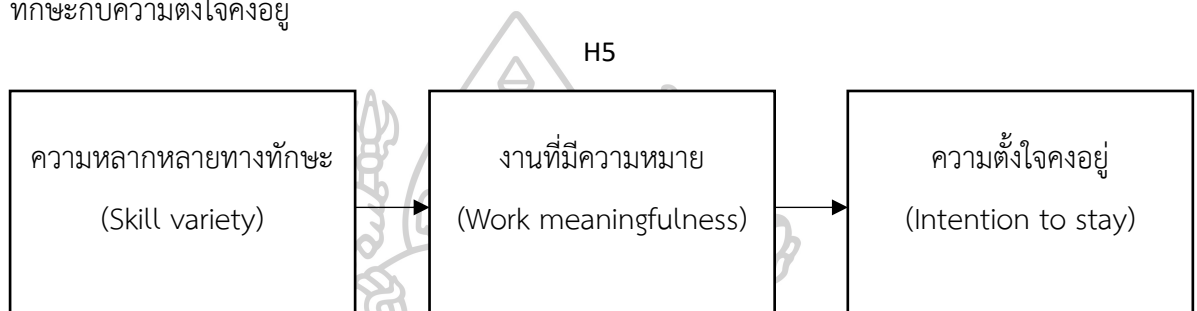 ทักษะกับความตั้งใจคงอยู่
H5
ความหลากหลายทางทักษะ
(Skill variety)
งานที่มีความหมาย
(Work meaningfulness)
ความตั้งใจคงอยู่
(Intention to stay)